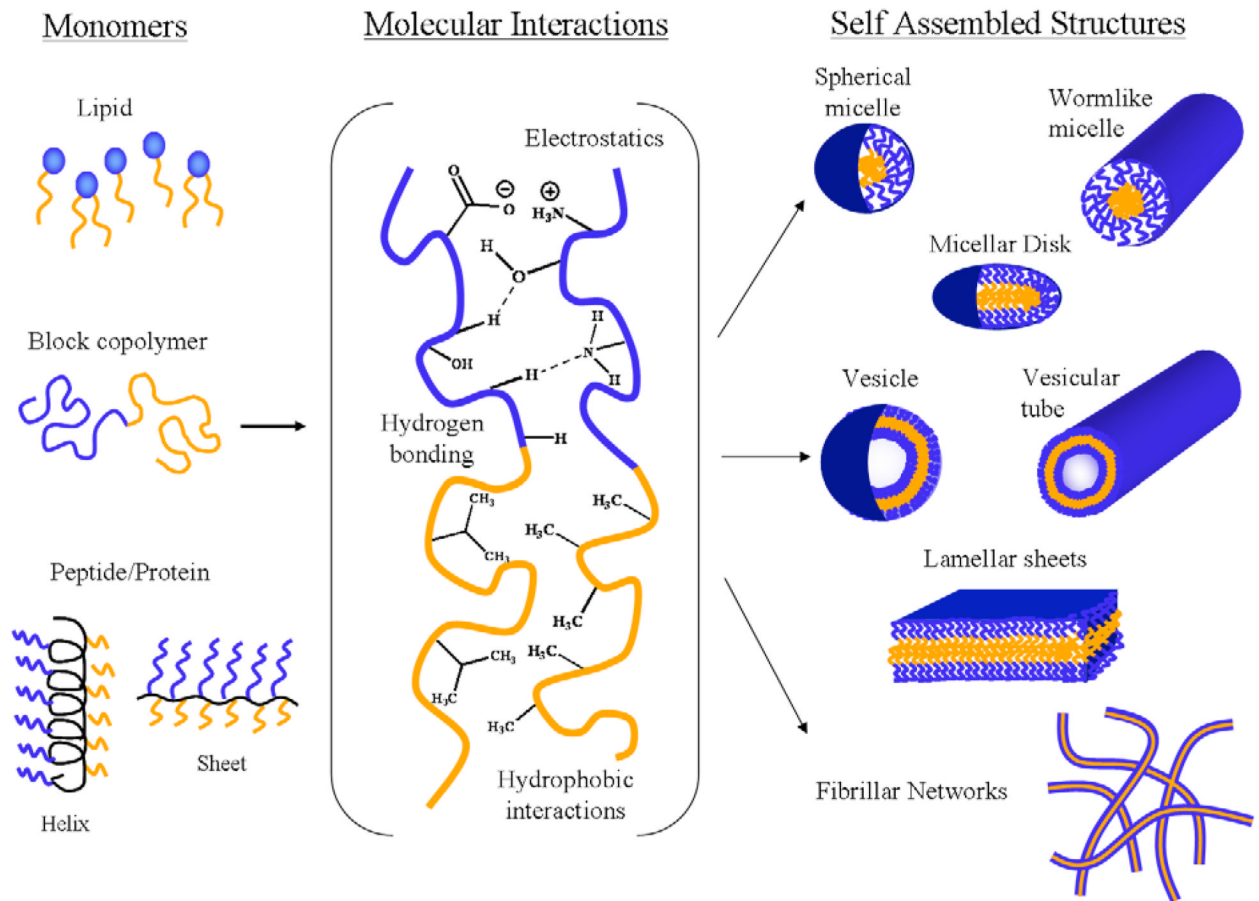 Monomers
Molecular Interactions
Self Assembled Structures
Lipid
Block copolymer
Peptide/Protein
Helix
Sheet
Electrostatics
O
O
⊖
⊕
H₃N
H
O
H
OH
H
H
N
H
Hydrogen
bonding
H
CH₃
CH₃
H₃C
H₃C
H₃C
CH₃
H₃C
H₃C
H₃C
Hydrophobic
interactions
Spherical
micelle
Wormlike
micelle
Micellar Disk
Vesicle
Vesicular
tube
Lamellar sheets
Fibrillar Networks